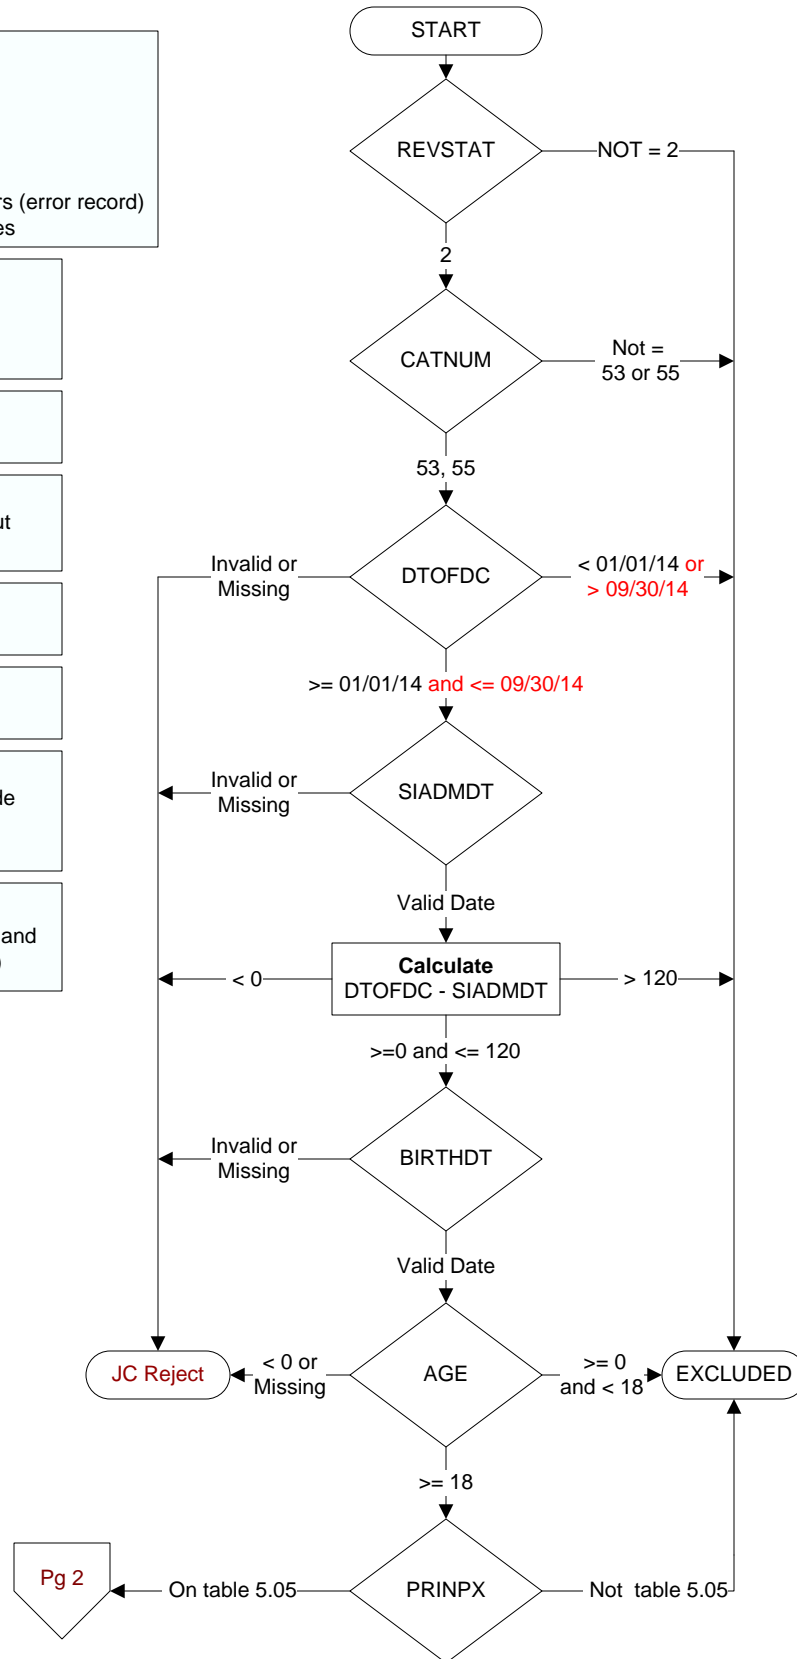 START
REVSTAT
NOT = 2
rs (error record)
es
2
CATNUM
Not =
53 or 55
53, 55
ut
Invalid or
Missing
DTOFDC
< 01/01/14 or
> 09/30/14
>= 01/01/14 and <= 09/30/14
Invalid or
Missing
SIADMDT
de
Valid Date
and
)
< 0
Calculate
DTOFDC - SIADMDT
> 120
>=0 and <= 120
Invalid or
Missing
BIRTHDT
Valid Date
JC Reject
< 0 or
Missing
AGE
>= 0
and < 18
EXCLUDED
>= 18
Pg 2
On table 5.05
PRINPX
Not table 5.05